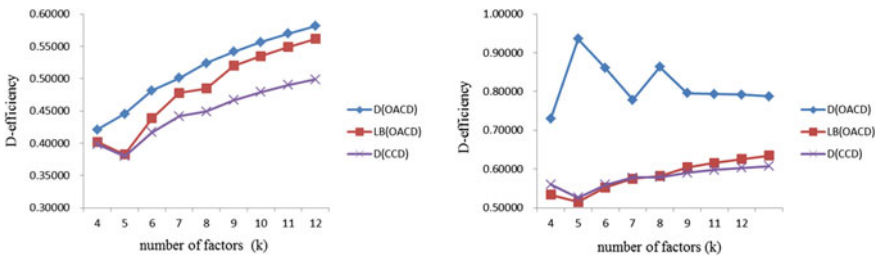 0.60000
0.55000
0.50000
0.45000
0.40000
0.35000
0.30000
D-efficiency
4 5 6 7 8 9 10 11 12
number of factors (k)
D(OACD)
LB(OACD)
D(CCD)
1.00000
0.90000
0.80000
0.70000
0.60000
0.50000
D-efficiency
4 5 6 7 8 9 10 11 12
number of factors (k)
D(OACD)
LB(OACD)
D(CCD)